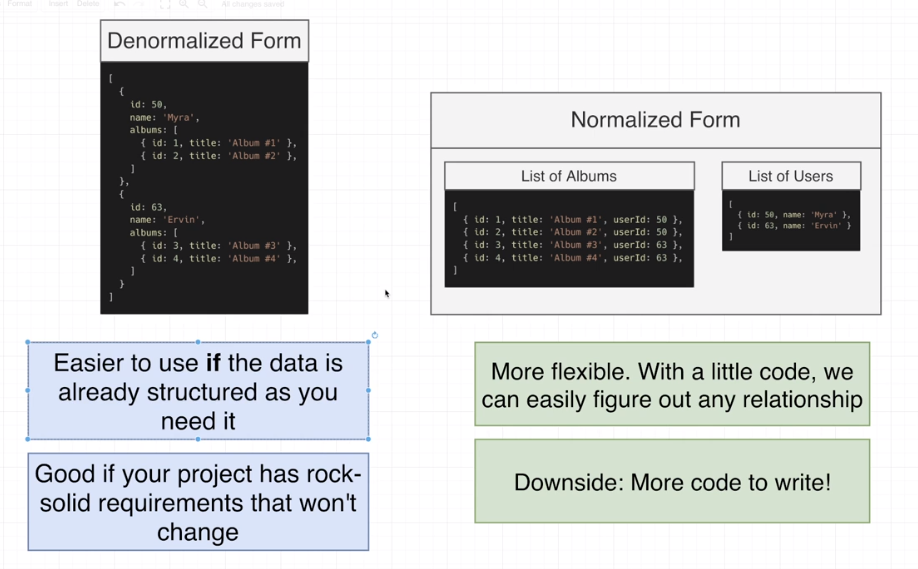 Format Insert Delete All changes saved
Denormalized Form
[
{
id: 50,
name: 'Myra',
albums: [
{ id: 1, title: 'Album #1' },
{ id: 2, title: 'Album #2' },
]
},
{
id: 63,
name: 'Ervin',
albums: [
{ id: 3, title: 'Album #3' },
{ id: 4, title: 'Album #4' },
]
}
]
Easier to use if the data is
already structured as you
need it
Good if your project has rock-
solid requirements that won't
change
Normalized Form
List of Albums
[
{ id: 1, title: 'Album #1', userId: 50 },
{ id: 2, title: 'Album #2', userId: 50 },
{ id: 3, title: 'Album #3', userId: 63 },
{ id: 4, title: 'Album #4', userId: 63 },
]
List of Users
[
{ id: 50, name: 'Myra' },
{ id: 63, name: 'Ervin' }
]
More flexible. With a little code, we
can easily figure out any relationship
Downside: More code to write!